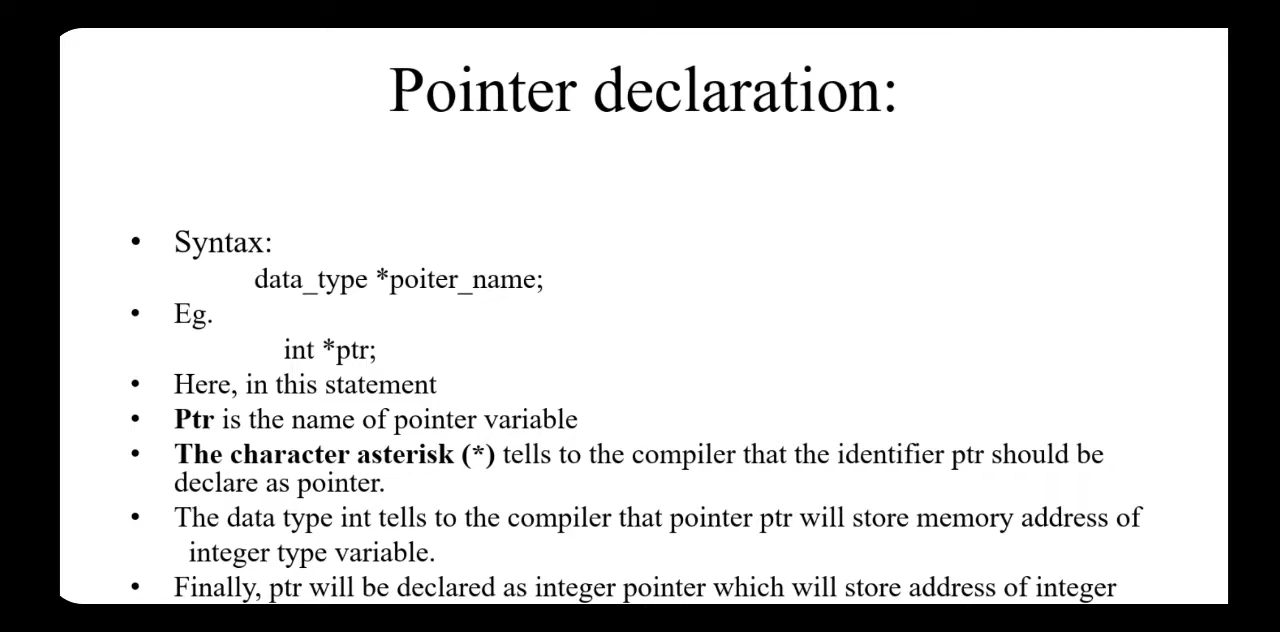 Pointer declaration:
• Syntax:
data_type *poiter_name;
• Eg.
int *ptr;
• Here, in this statement
• Ptr is the name of pointer variable
• The character asterisk (*) tells to the compiler that the identifier ptr should be
declare as pointer.
• The data type int tells to the compiler that pointer ptr will store memory address of
integer type variable.
• Finally, ptr will be declared as integer pointer which will store address of integer